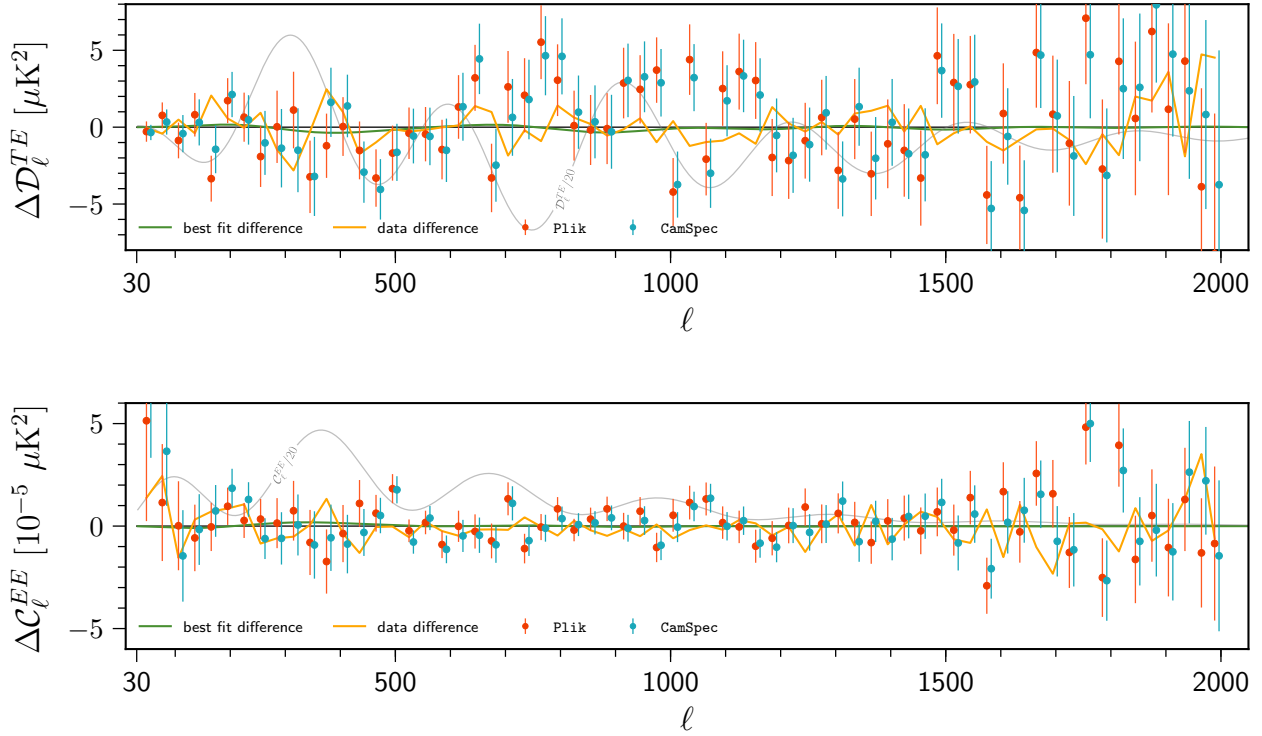 ΔD_ℓ^{TE} [μK²]
5
0
−5
D_ℓ^{TE}/20
best fit difference
data difference
Plik
CamSpec
30
500
1000
1500
2000
ℓ
ΔC_ℓ^{EE} [10⁻⁵ μK²]
5
0
−5
C_ℓ^{EE}/20
best fit difference
data difference
Plik
CamSpec
30
500
1000
1500
2000
ℓ